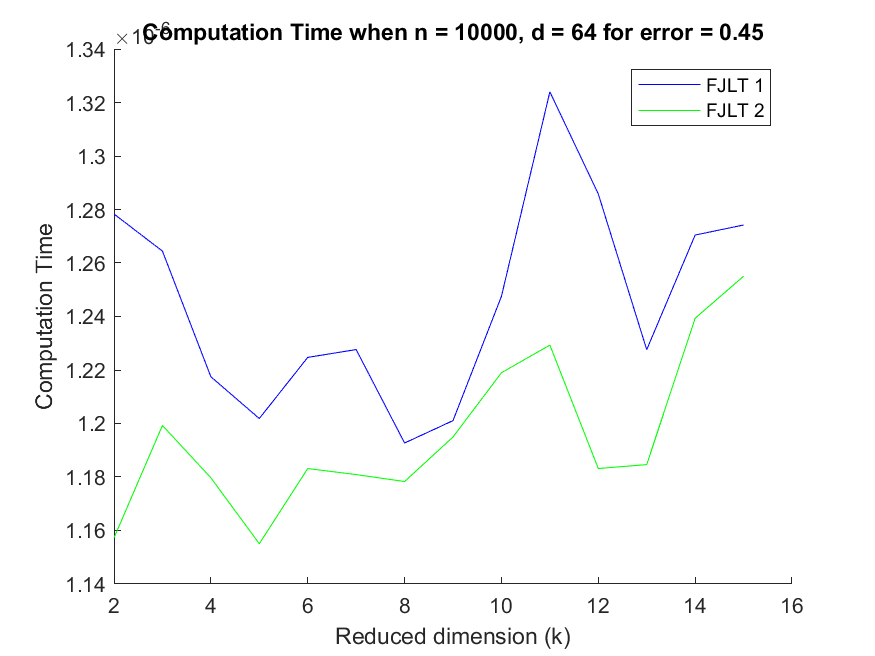 ×10-6
Computation Time when n = 10000, d = 64 for error = 0.45
FJLT 1
FJLT 2
1.34
1.32
1.3
1.28
1.26
1.24
1.22
1.2
1.18
1.16
1.14
Computation Time
2 4 6 8 10 12 14 16
Reduced dimension (k)